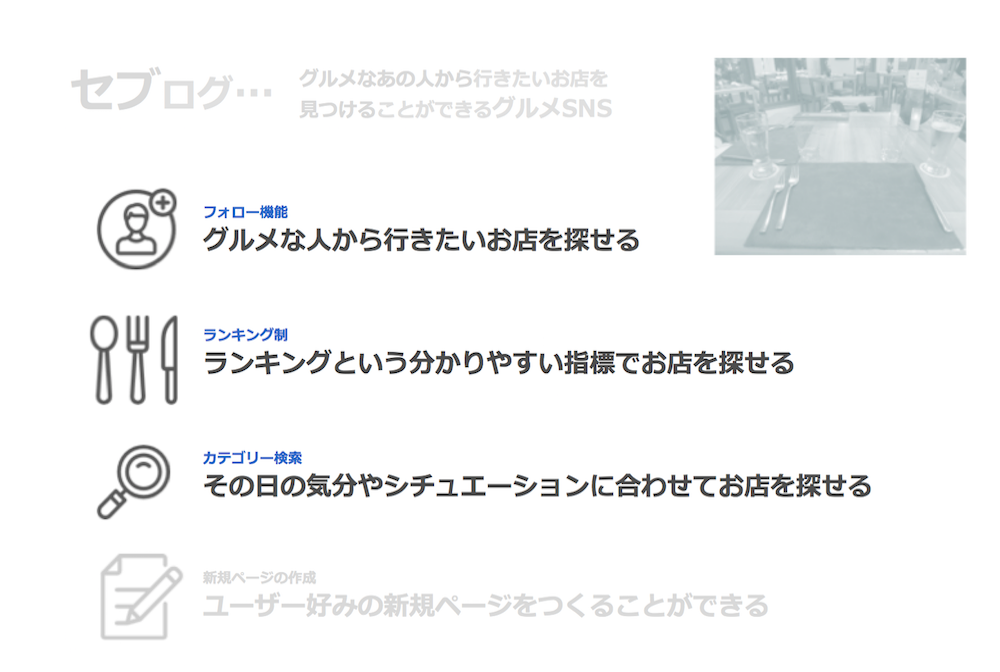 セブログ…
グルメなあの人から行きたいお店を
見つけることができるグルメSNS
フォロー機能
グルメな人から行きたいお店を探せる
ランキング制
ランキングという分かりやすい指標でお店を探せる
カテゴリー検索
その日の気分やシチュエーションに合わせてお店を探せる
新規ページの作成
ユーザー好みの新規ページをつくることができる